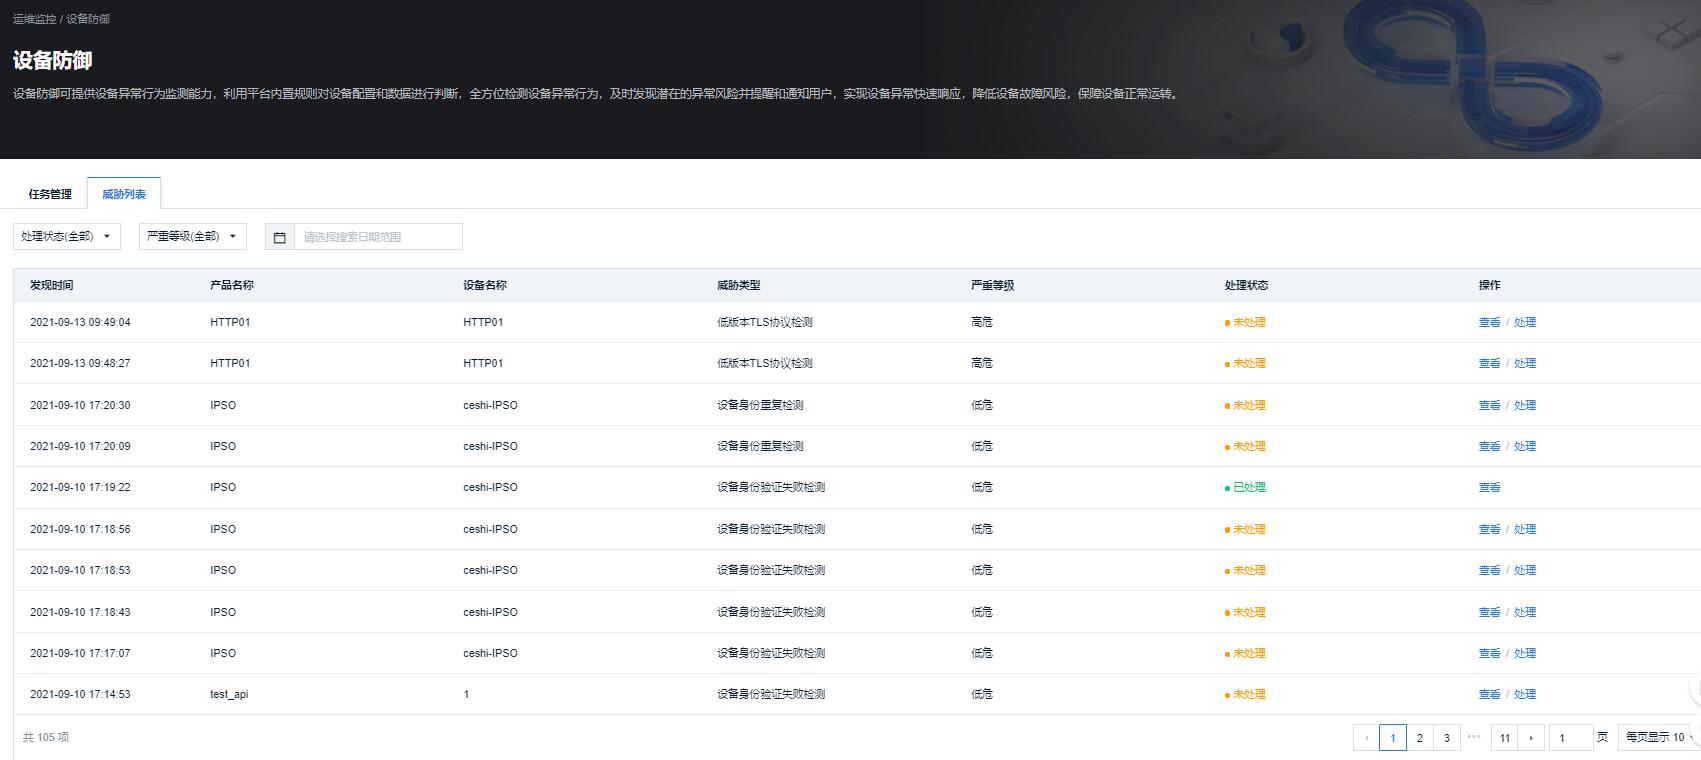 运维监控 / 设备防御
设备防御
设备防御可提供设备异常行为监测能力，利用平台内置规则对设备配置和数据进行判断，全方位检测设备异常行为，及时发现潜在的异常风险并提醒和通知用户，实现设备异常快速响应，降低设备故障风险，保障设备正常运转。
任务管理 威胁列表
处理状态(全部) 严重等级(全部) 请选择搜索日期范围
发现时间 产品名称 设备名称 威胁类型 严重等级 处理状态 操作
2021-09-13 09:49:04 HTTP01 HTTP01 低版本TLS协议检测 高危 未处理 查看 / 处理
2021-09-13 09:48:27 HTTP01 HTTP01 低版本TLS协议检测 高危 未处理 查看 / 处理
2021-09-10 17:20:30 IPSO ceshi-IPSO 设备身份重复检测 低危 未处理 查看 / 处理
2021-09-10 17:20:09 IPSO ceshi-IPSO 设备身份重复检测 低危 未处理 查看 / 处理
2021-09-10 17:19:22 IPSO ceshi-IPSO 设备身份验证失败检测 低危 已处理 查看
2021-09-10 17:18:56 IPSO ceshi-IPSO 设备身份验证失败检测 低危 未处理 查看 / 处理
2021-09-10 17:18:53 IPSO ceshi-IPSO 设备身份验证失败检测 低危 未处理 查看 / 处理
2021-09-10 17:18:43 IPSO ceshi-IPSO 设备身份验证失败检测 低危 未处理 查看 / 处理
2021-09-10 17:17:07 IPSO ceshi-IPSO 设备身份验证失败检测 低危 未处理 查看 / 处理
2021-09-10 17:14:53 test_api 1 设备身份验证失败检测 低危 未处理 查看 / 处理
共 105 项 1 2 3 ••• 11 1 页 每页显示 10